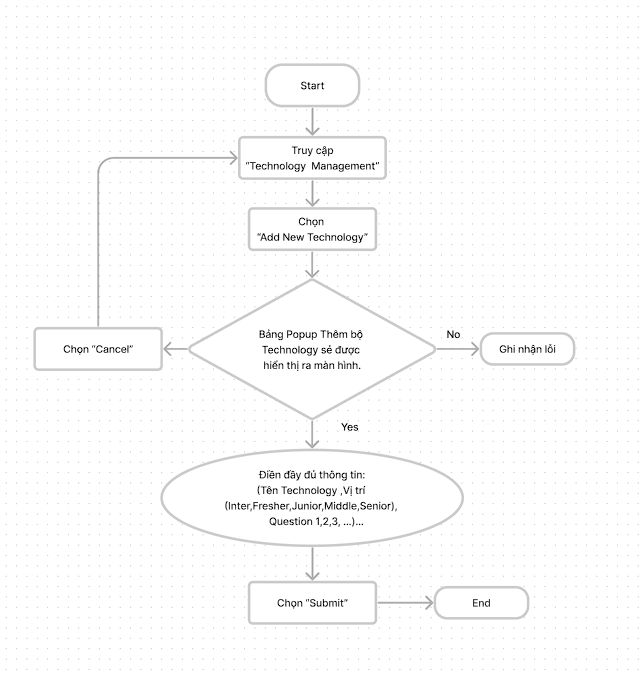 Start
Truy cập
“Technology Management”
Chọn
“Add New Technology”
Bảng Popup Thêm bộ
Technology sẻ được
hiển thị ra màn hình.
No
Ghi nhận lỗi
Chọn “Cancel”
Yes
Điền đầy đủ thông tin:
(Tên Technology ,Vị trí
(Inter,Fresher,Junior,Middle,Senior),
Question 1,2,3, ...)...
Chọn “Submit”
End